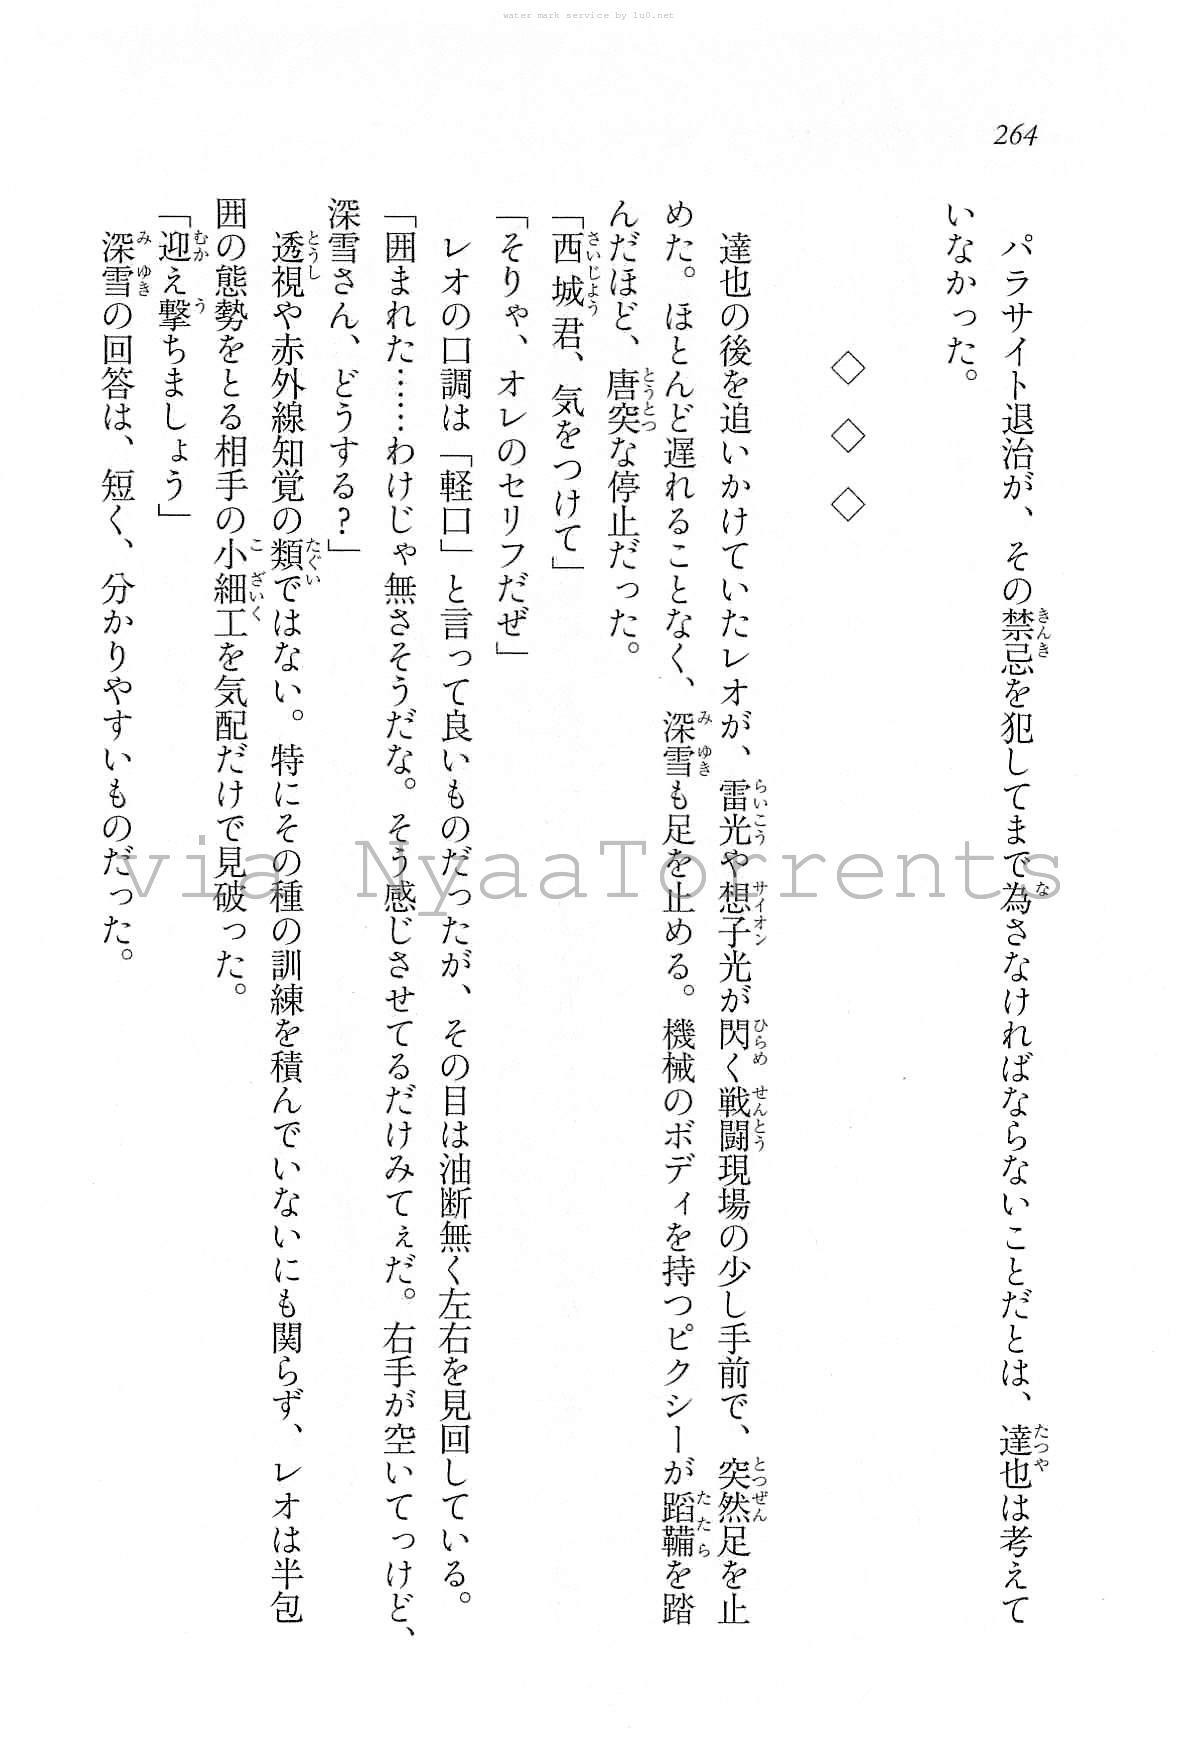 water mark service by lu0.net
264
パラサイト退治が、その禁忌を犯してまで為さなければならないことだとは、達也は考えて
いなかった。
◇ ◇ ◇
達也の後を追いかけていたレオが、雷光や想子光が閃く戦闘現場の少し手前で、突然足を止
めた。ほとんど遅れることなく、深雪も足を止める。機械のボディを持つピクシーが蹈鞴を踏
んだほど、唐突な停止だった。
「西城君、気をつけて」
「そりゃ、オレのセリフだぜ」
レオの口調は「軽口」と言って良いものだったが、その目は油断無く左右を見回している。
「囲まれた……わけじゃ無さそうだな。そう感じさせてるだけみてぇだ。右手が空いてっけど、
深雪さん、どうする?」
透視や赤外線知覚の類ではない。特にその種の訓練を積んでいないにも関らず、レオは半包
囲の態勢をとる相手の小細工を気配だけで見破った。
「迎え撃ちましょう」
深雪の回答は、短く、分かりやすいものだった。
via NyaaTorrents